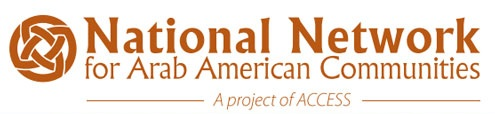 National Network
for Arab American Communities
A project of ACCESS